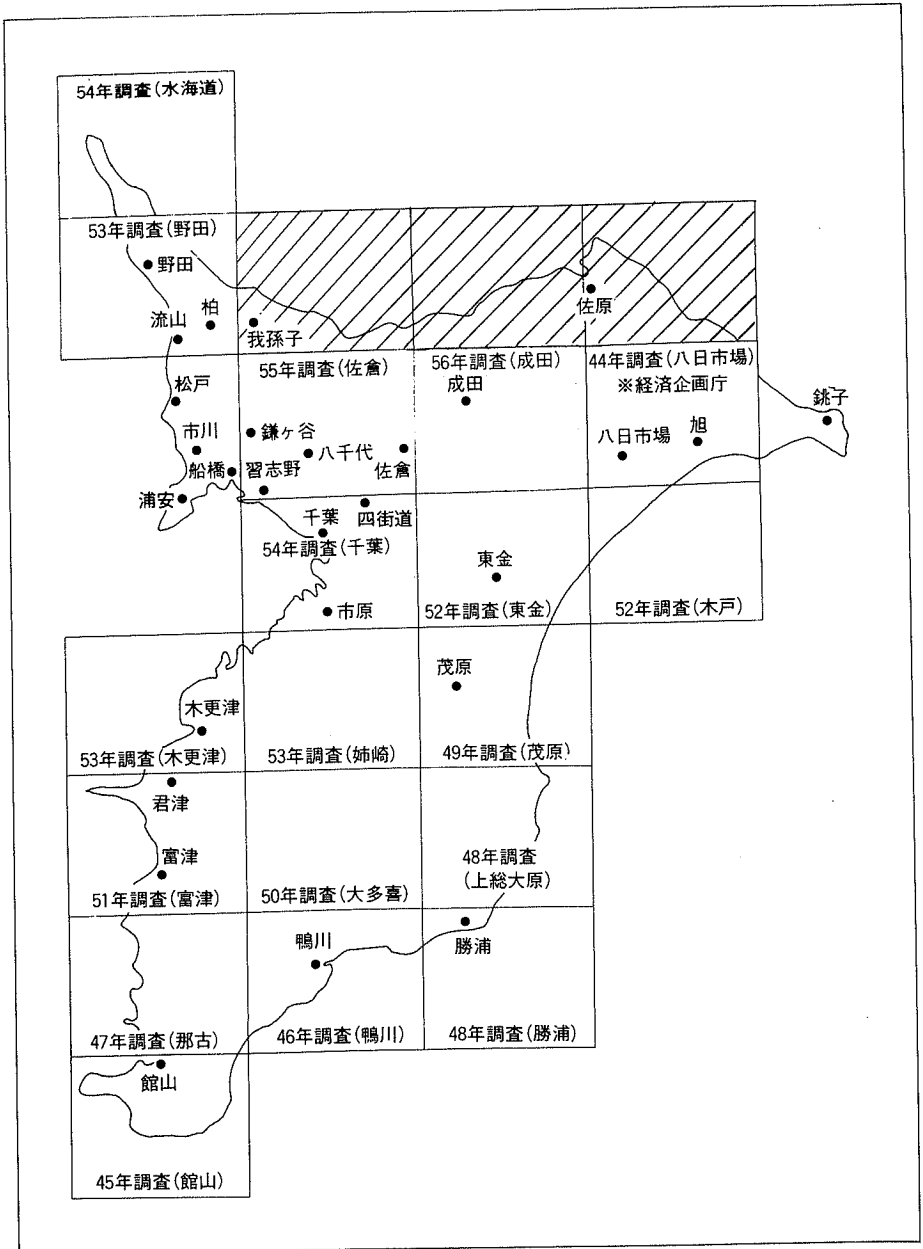 54年調査(水海道)
53年調査(野田)
野田
柏
流山
我孫子
佐原
55年調査(佐倉)
56年調査(成田)
44年調査(八日市場)
※経済企画庁
成田
松戸
銚子
市川
鎌ヶ谷
八千代
佐倉
八日市場
旭
船橋
習志野
浦安
千葉
四街道
54年調査(千葉)
東金
市原
52年調査(東金)
52年調査(木戸)
茂原
木更津
53年調査(木更津)
53年調査(姉崎)
49年調査(茂原)
君津
富津
48年調査
(上総大原)
51年調査(富津)
50年調査(大多喜)
鴨川
勝浦
47年調査(那古)
46年調査(鴨川)
48年調査(勝浦)
館山
45年調査(館山)